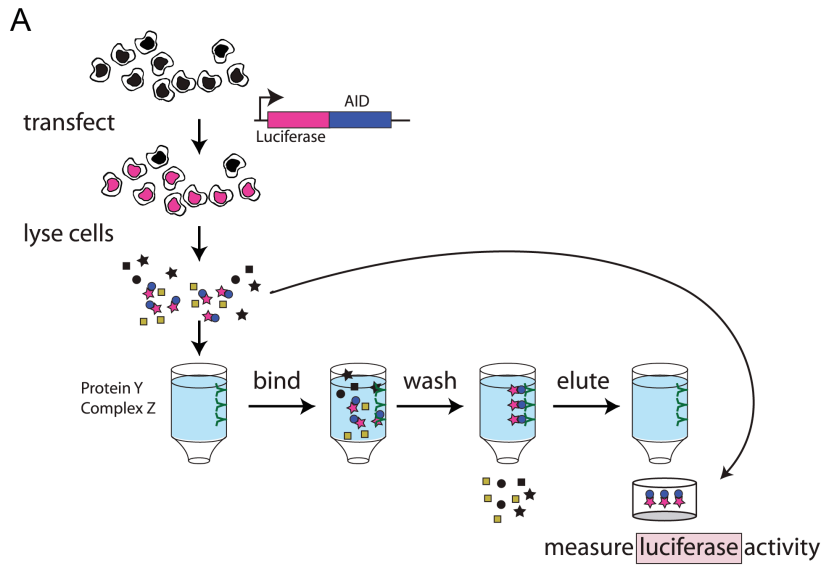 A
transfect
AID
Luciferase
lyse cells
Protein Y
Complex Z
bind
wash
elute
measure luciferase activity